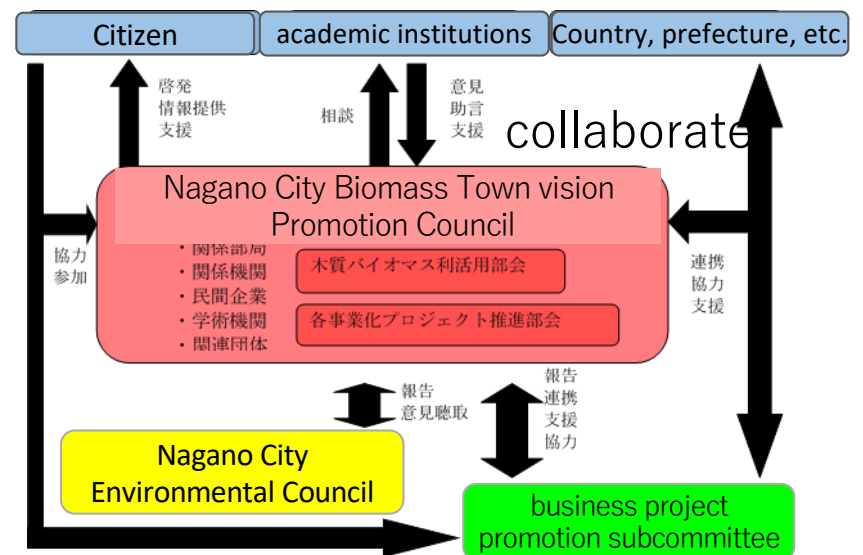 Citizen
academic institutions
Country, prefecture, etc.
啓発
情報提供
支援
相談
意見
助言
支援
collaborate
Nagano City Biomass Town vision
Promotion Council
・関係部局
・関係機関
・民間企業
・学術機関
・関連団体
木質バイオマス利活用部会
各事業化プロジェクト推進部会
協力
参加
連携
協力
支援
報告
意見聴取
報告
連携
支援
協力
Nagano City
Environmental Council
business project
promotion subcommittee